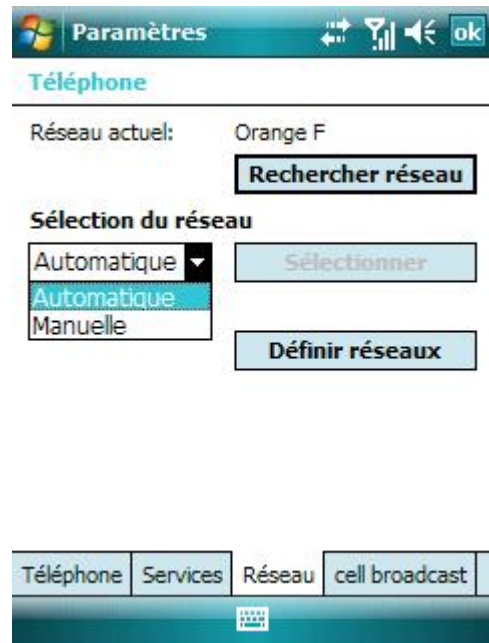 Paramètres ok
Téléphone
Réseau actuel: Orange F
Rechercher réseau
Sélection du réseau
Automatique Sélectionner
Automatique
Manuelle
Définir réseaux
Téléphone Services Réseau cell broadcast